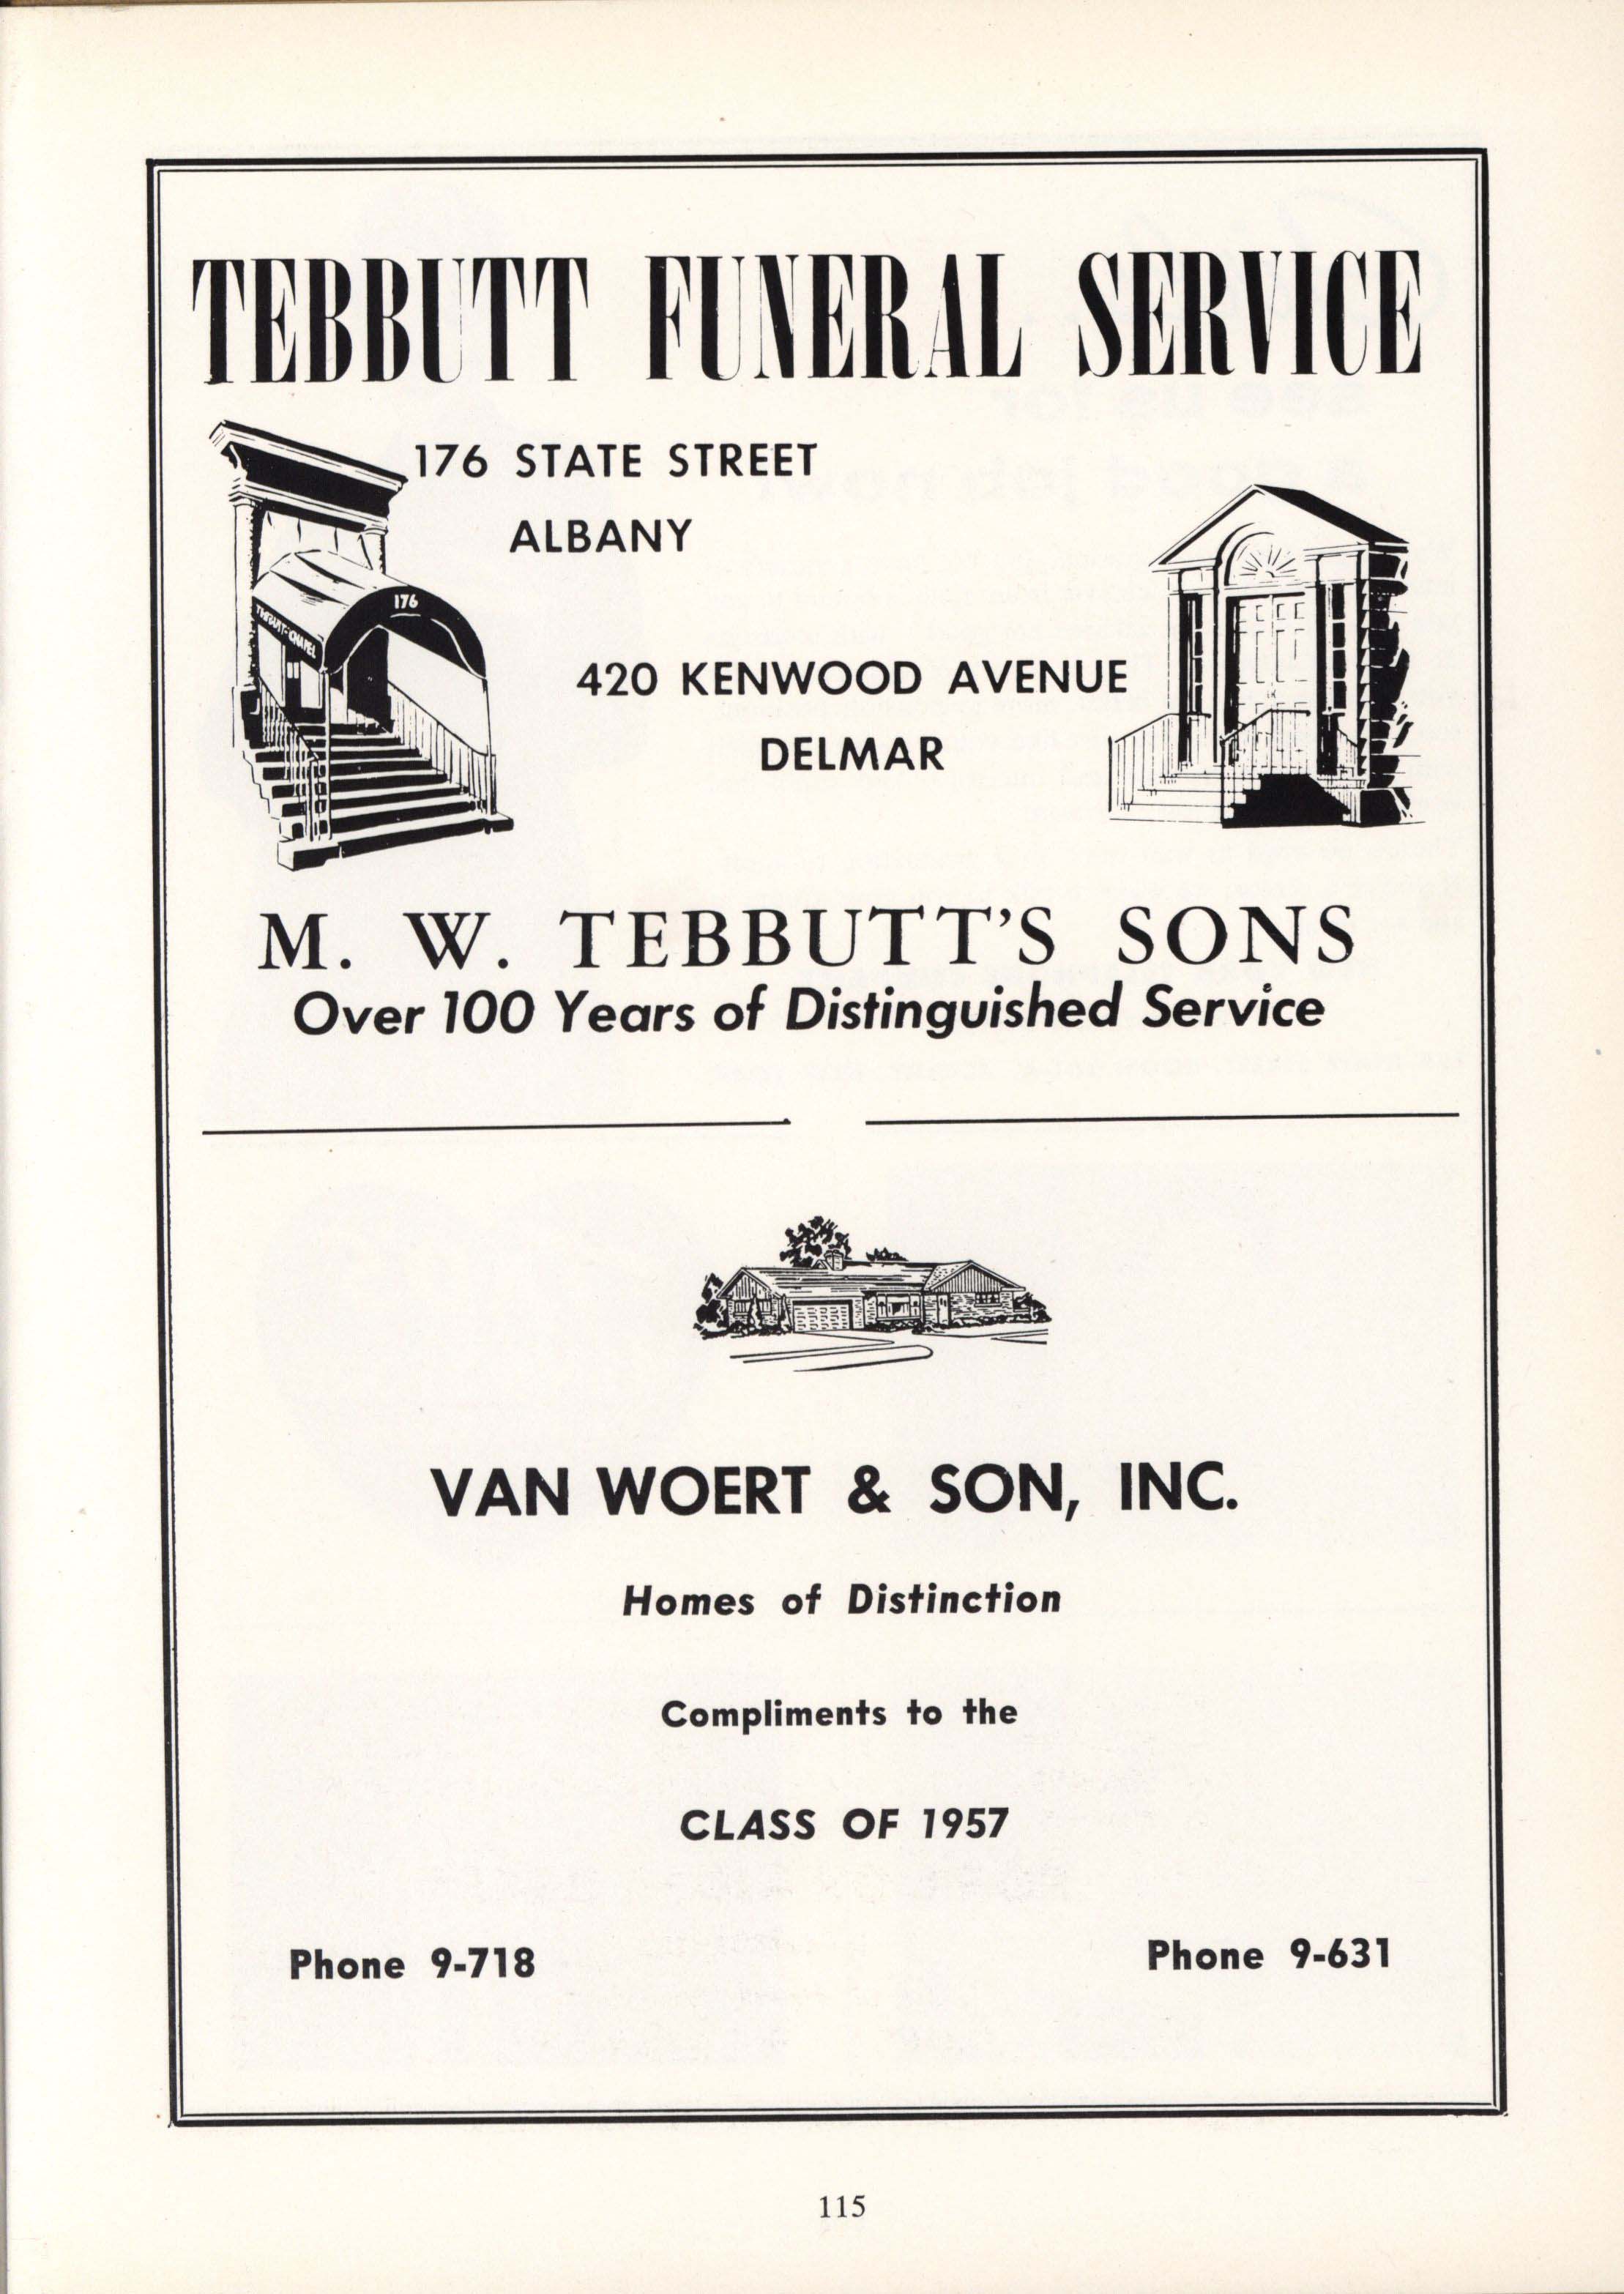 TEBBUTT FUNERAL SERVICE
176 STATE STREET
ALBANY
176
TEBBUTT CHAPEL
420 KENWOOD AVENUE
DELMAR
M. W. TEBBUTT'S SONS
Over 100 Years of Distinguished Service
VAN WOERT & SON, INC.
Homes of Distinction
Compliments to the
CLASS OF 1957
Phone 9-718
Phone 9-631
115